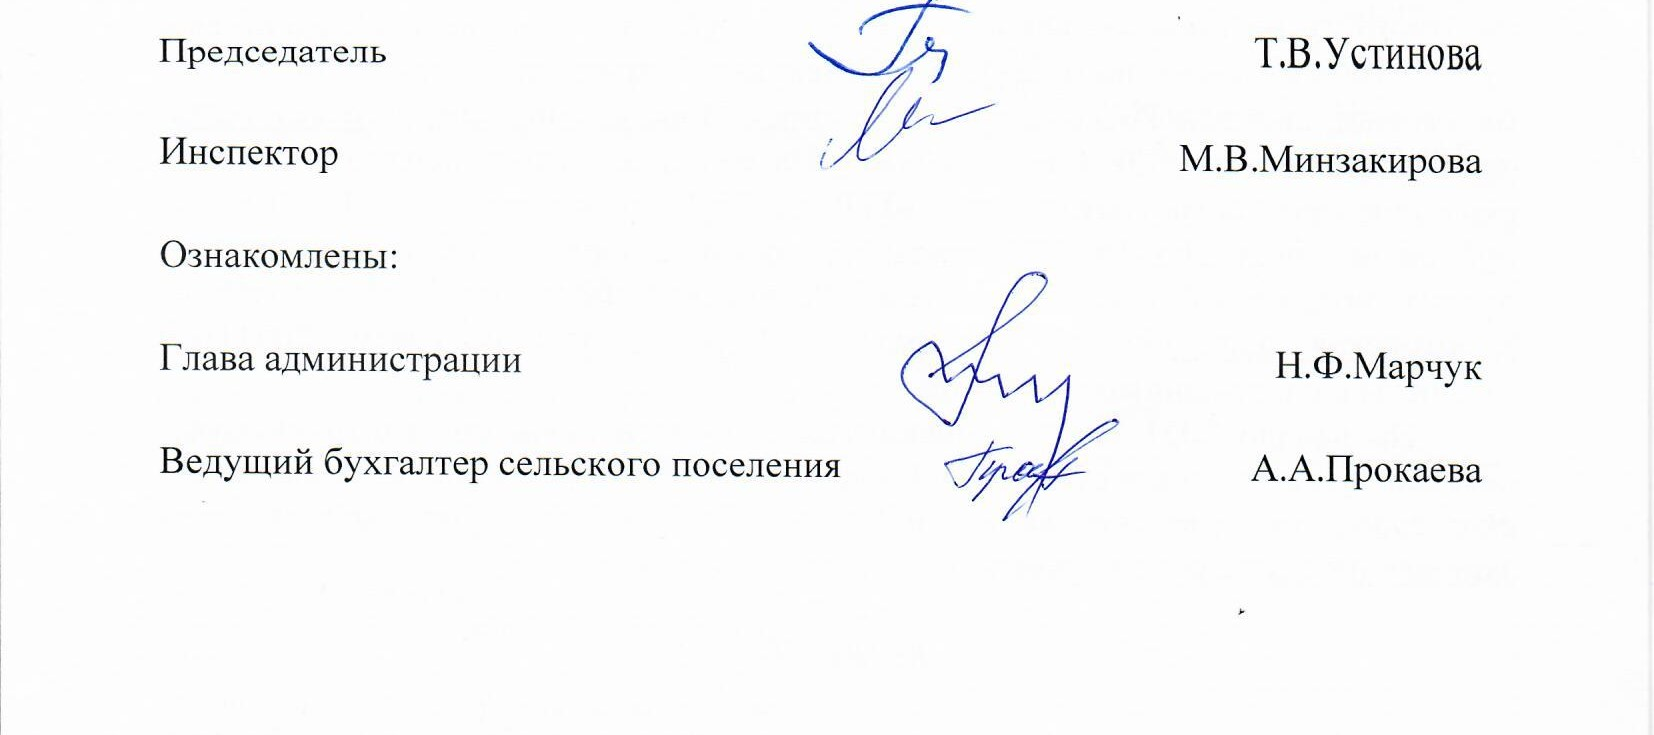 Председатель Т.В.Устинова
Инспектор М.В.Минзакирова
Ознакомлены:
Глава администрации Н.Ф.Марчук
Ведущий бухгалтер сельского поселения А.А.Прокаева